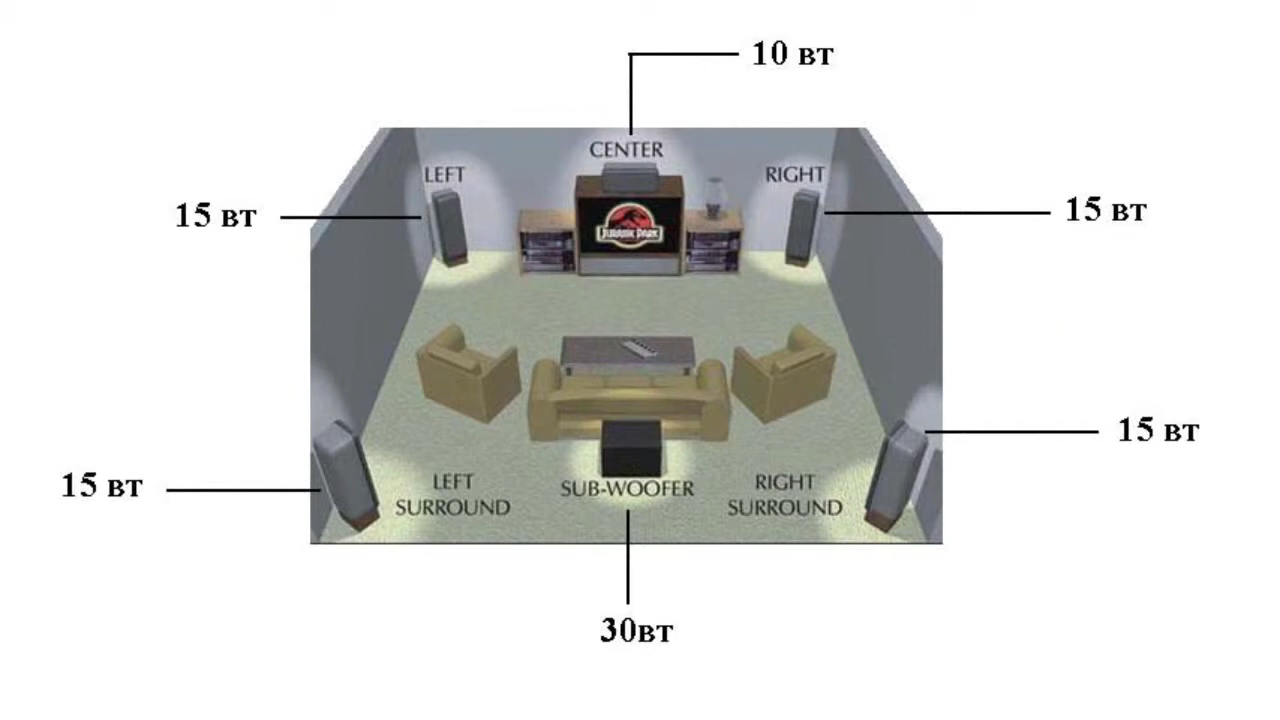 10 вт
CENTER
LEFT
RIGHT
15 вт
15 вт
JURASSIC PARK
15 вт
15 вт
LEFT
SURROUND
SUB-WOOFER
RIGHT
SURROUND
30вт